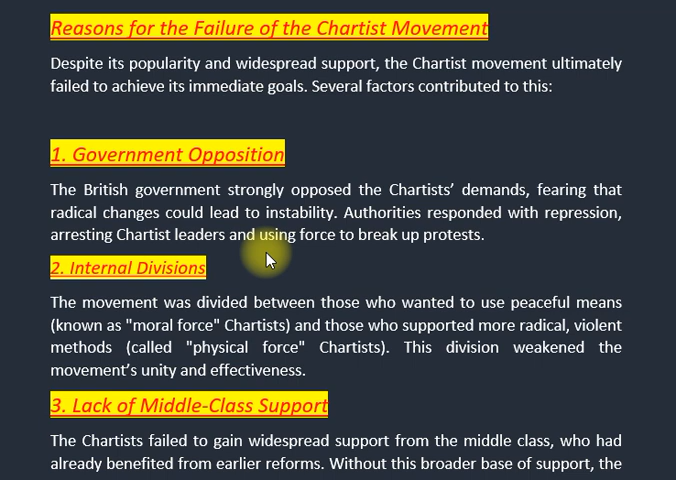 Reasons for the Failure of the Chartist Movement
Despite its popularity and widespread support, the Chartist movement ultimately
failed to achieve its immediate goals. Several factors contributed to this:
1. Government Opposition
The British government strongly opposed the Chartists’ demands, fearing that
radical changes could lead to instability. Authorities responded with repression,
arresting Chartist leaders and using force to break up protests.
2. Internal Divisions
The movement was divided between those who wanted to use peaceful means
(known as "moral force" Chartists) and those who supported more radical, violent
methods (called "physical force" Chartists). This division weakened the
movement’s unity and effectiveness.
3. Lack of Middle-Class Support
The Chartists failed to gain widespread support from the middle class, who had
already benefited from earlier reforms. Without this broader base of support, the